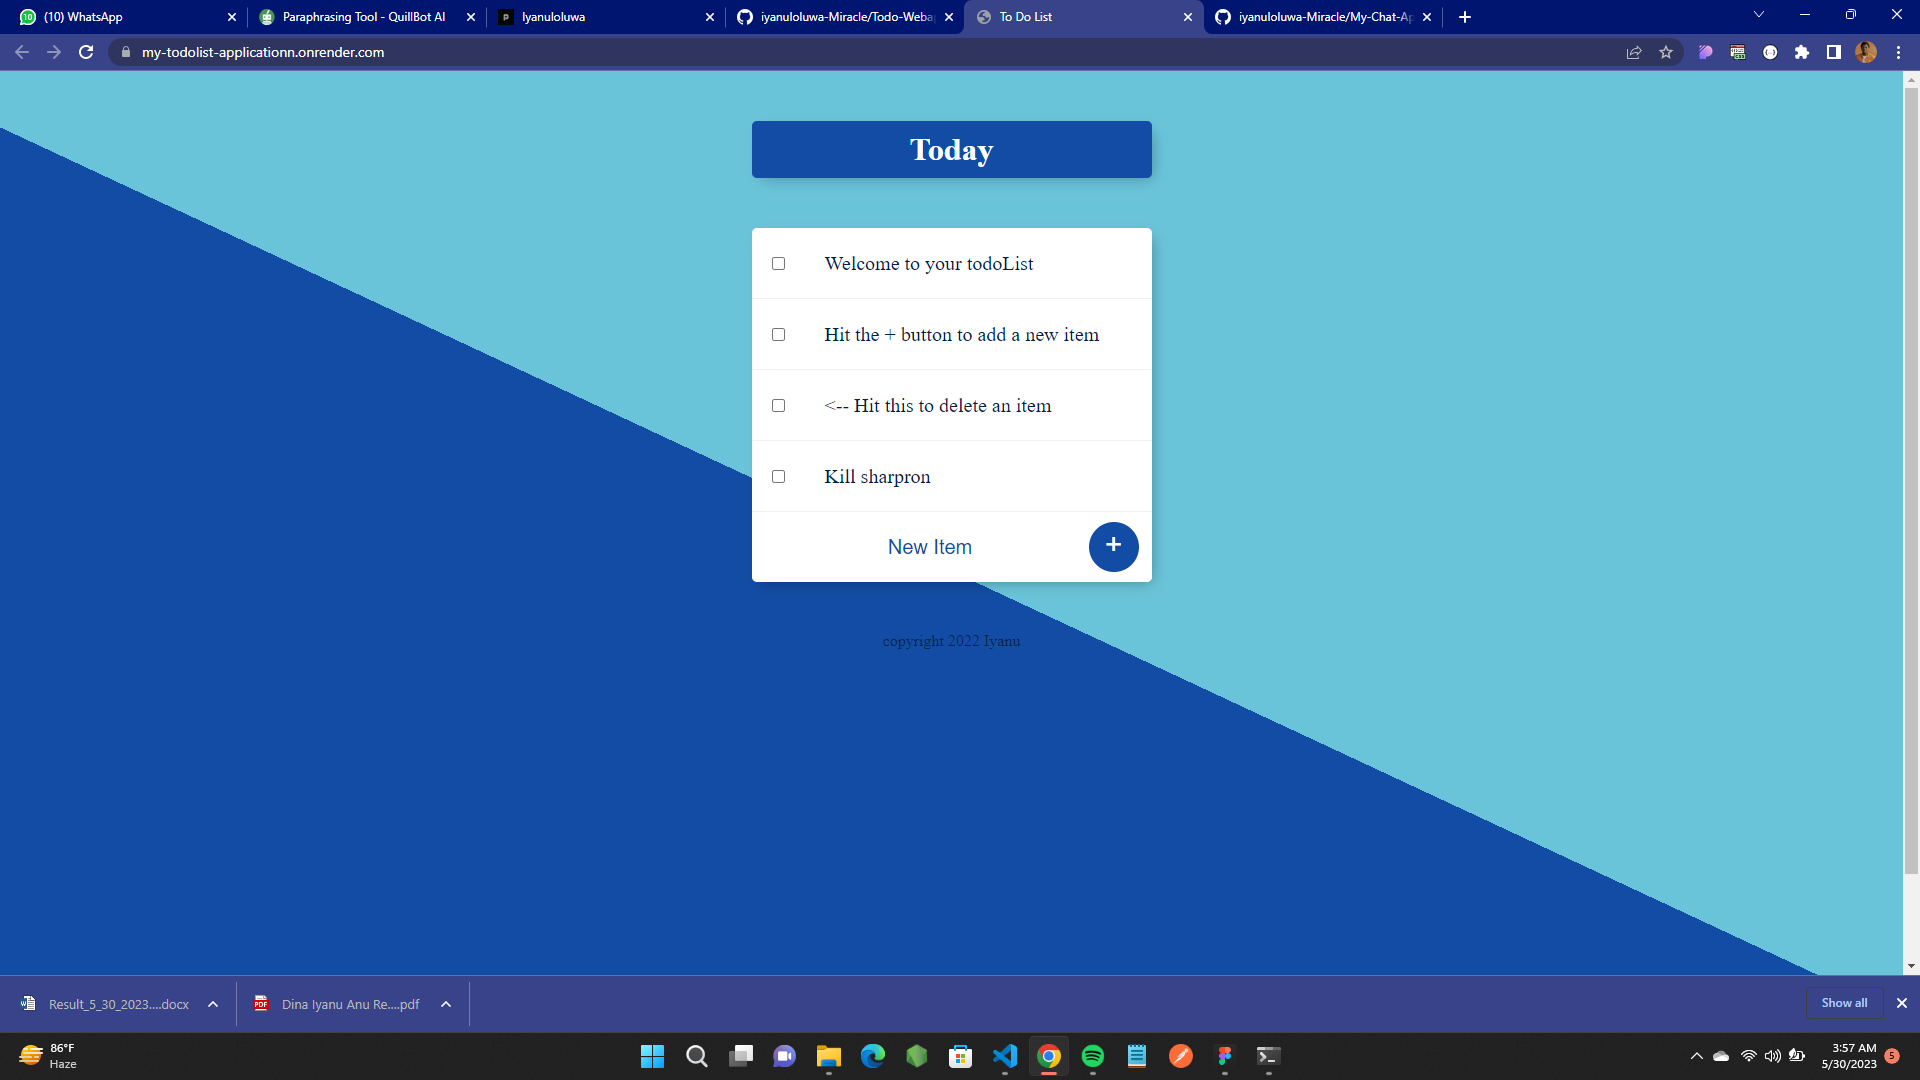 (10) WhatsApp
Paraphrasing Tool - QuillBot AI
Iyanuloluwa
iyanuloluwa-Miracle/Todo-Webap
To Do List
iyanuloluwa-Miracle/My-Chat-Ap
my-todolist-applicationn.onrender.com
Today
Welcome to your todoList
Hit the + button to add a new item
<-- Hit this to delete an item
Kill sharpron
New Item
+
copyright 2022 Iyanu
Result_5_30_2023....docx
Dina Iyanu Anu Re....pdf
Show all
86°F
Haze
3:57 AM
5/30/2023
5